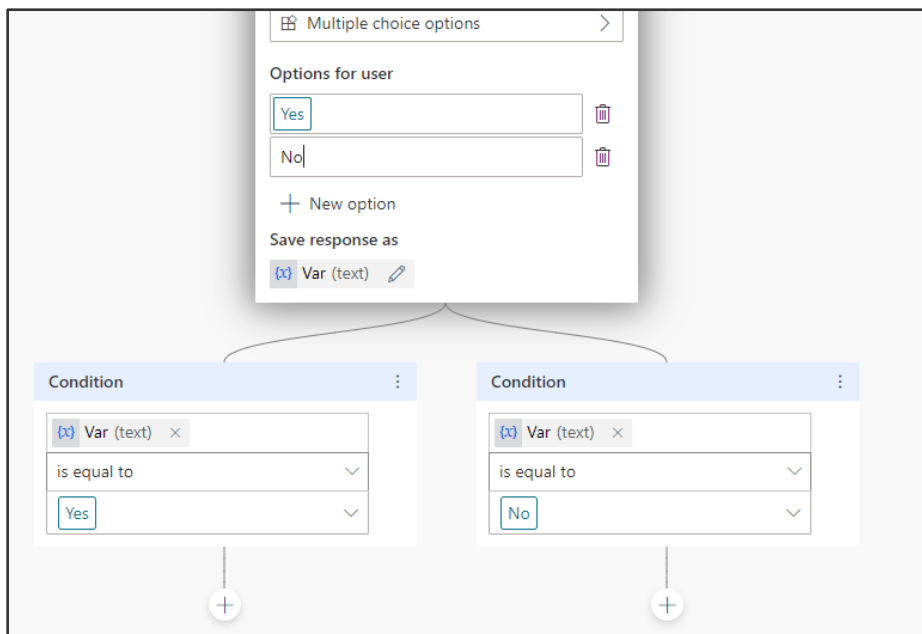 Multiple choice options
Options for user
Yes
No
New option
Save response as
{x} Var (text)
Condition
{x} Var (text)
is equal to
Yes
Condition
{x} Var (text)
is equal to
No